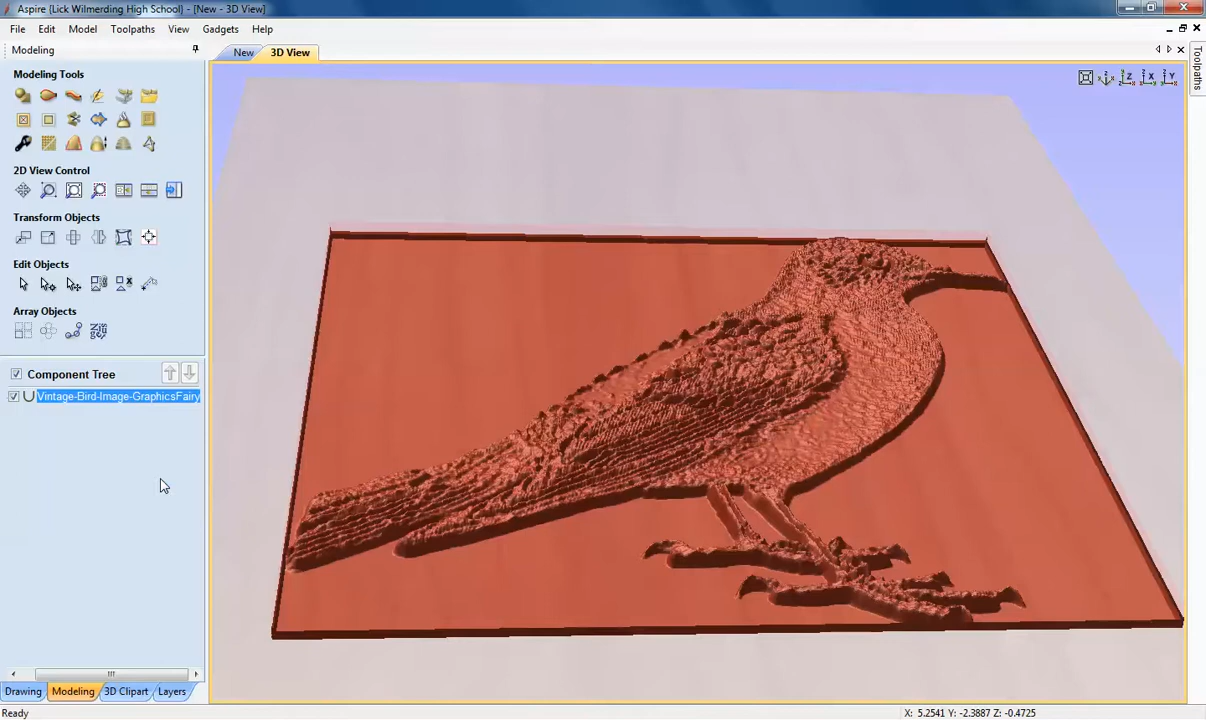 Aspire {Lick Wilmerding High School} - [New - 3D View]
File Edit Model Toolpaths View Gadgets Help
Modeling
New 3D View
Toolpaths
Modeling Tools
2D View Control
Transform Objects
Edit Objects
Array Objects
Component Tree
Vintage-Bird-Image-GraphicsFairy
Drawing Modeling 3D Clipart Layers
Ready
X: 5.2541 Y: -2.3887 Z: -0.4725